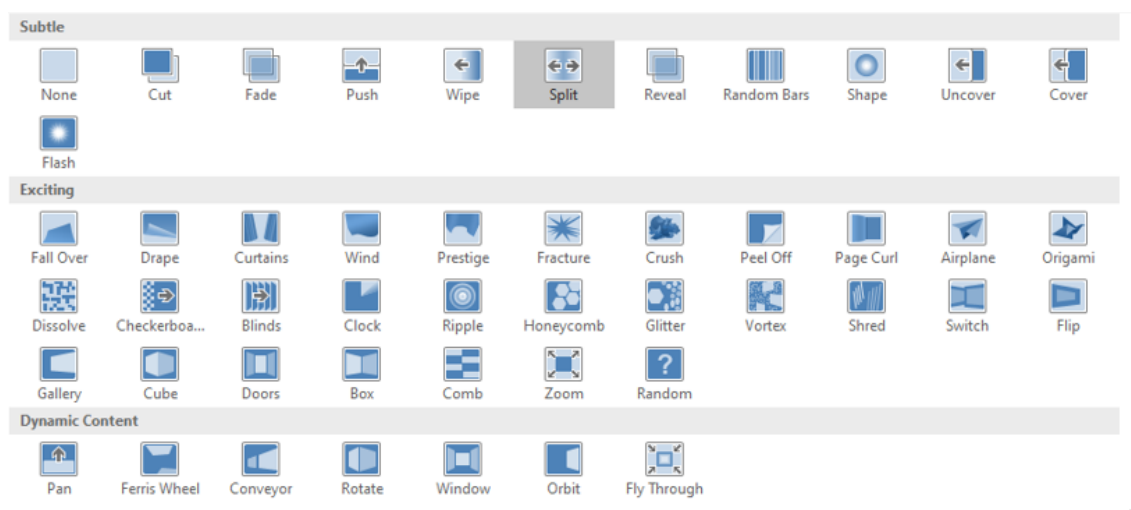 Subtle
None Cut Fade Push Wipe Split Reveal Random Bars Shape Uncover Cover
Flash
Exciting
Fall Over Drape Curtains Wind Prestige Fracture Crush Peel Off Page Curl Airplane Origami
Dissolve Checkerboa... Blinds Clock Ripple Honeycomb Glitter Vortex Shred Switch Flip
?
Gallery Cube Doors Box Comb Zoom Random
Dynamic Content
Pan Ferris Wheel Conveyor Rotate Window Orbit Fly Through